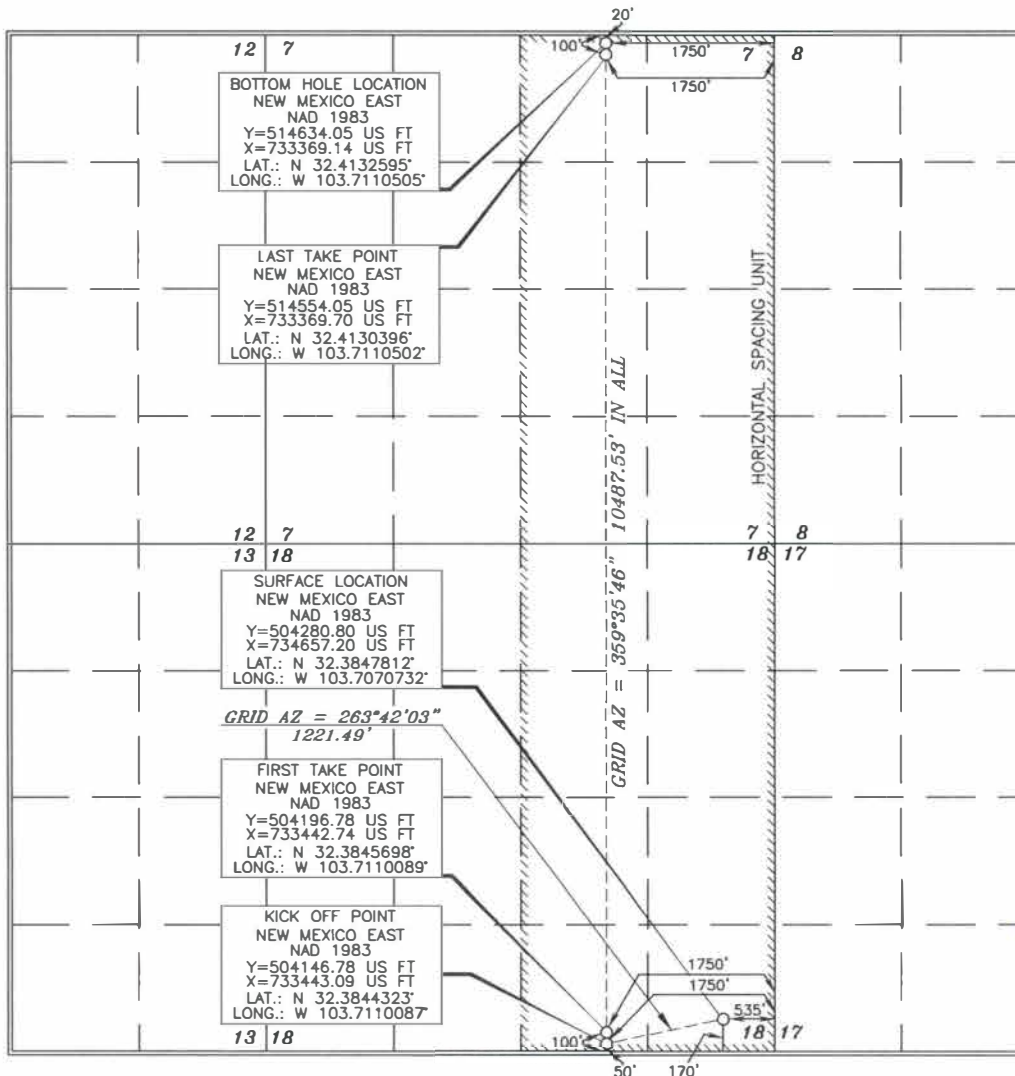 20'
12 7
100'
1750'
7 8
1750'
BOTTOM HOLE LOCATION
NEW MEXICO EAST
NAD 1983
Y=514634.05 US FT
X=733369.14 US FT
LAT.: N 32.4132595°
LONG.: W 103.7110505°
LAST TAKE POINT
NEW MEXICO EAST
NAD 1983
Y=514554.05 US FT
X=733369.70 US FT
LAT.: N 32.4130396°
LONG.: W 103.7110502°
HORIZONTAL SPACING UNIT
GRID AZ = 359°35'46" 10487.53' IN ALL
12 7
7 8
13 18
18 17
SURFACE LOCATION
NEW MEXICO EAST
NAD 1983
Y=504280.80 US FT
X=734657.20 US FT
LAT.: N 32.3847812°
LONG.: W 103.7070732°
GRID AZ = 263°42'03"
1221.49'
FIRST TAKE POINT
NEW MEXICO EAST
NAD 1983
Y=504196.78 US FT
X=733442.74 US FT
LAT.: N 32.3845698°
LONG.: W 103.7110089°
KICK OFF POINT
NEW MEXICO EAST
NAD 1983
Y=504146.78 US FT
X=733443.09 US FT
LAT.: N 32.3844323°
LONG.: W 103.7110087°
1750'
1750'
535'
13 18
100'
18 17
50'
170'